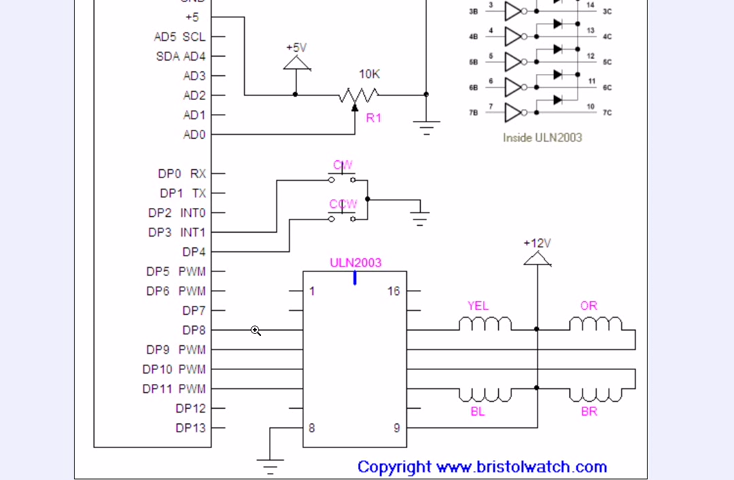 GND
+5
AD5 SCL
SDA AD4
AD3
AD2
AD1
AD0
DP0 RX
DP1 TX
DP2 INT0
DP3 INT1
DP4
DP5 PWM
DP6 PWM
DP7
DP8
DP9 PWM
DP10 PWM
DP11 PWM
DP12
DP13
+5V
10K
R1
CW
CCW
ULN2003
1 16
8 9
3B 3 14 3C
4B 4 13 4C
5B 5 12 5C
6B 6 11 6C
7B 7 10 7C
Inside ULN2003
+12V
YEL OR
BL BR
Copyright www.bristolwatch.com